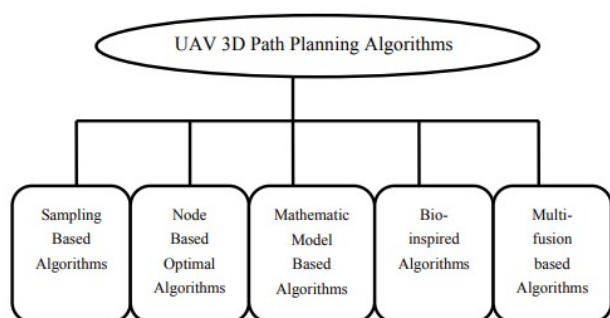 UAV 3D Path Planning Algorithms
Sampling
Based
Algorithms
Node
Based
Optimal
Algorithms
Mathematic
Model
Based
Algorithms
Bio-
inspired
Algorithms
Multi-
fusion
based
Algorithms